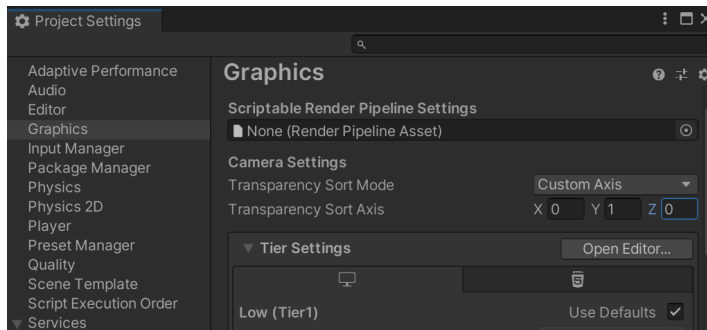 Project Settings
Adaptive Performance
Audio
Editor
Graphics
Input Manager
Package Manager
Physics
Physics 2D
Player
Preset Manager
Quality
Scene Template
Script Execution Order
Services
Graphics
Scriptable Render Pipeline Settings
None (Render Pipeline Asset)
Camera Settings
Transparency Sort Mode Custom Axis
Transparency Sort Axis X 0 Y 1 Z 0
Tier Settings Open Editor...
Low (Tier1) Use Defaults